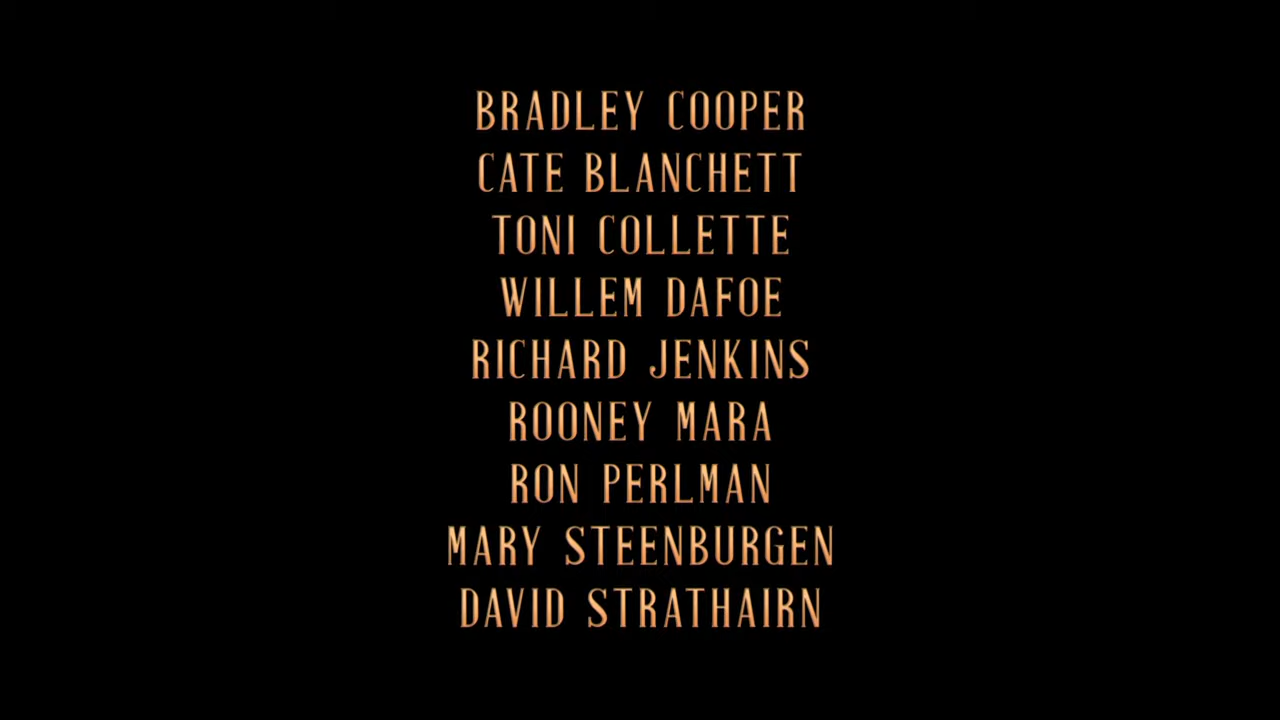 BRADLEY COOPER
CATE BLANCHETT
TONI COLLETTE
WILLEM DAFOE
RICHARD JENKINS
ROONEY MARA
RON PERLMAN
MARY STEENBURGEN
DAVID STRATHAIRN